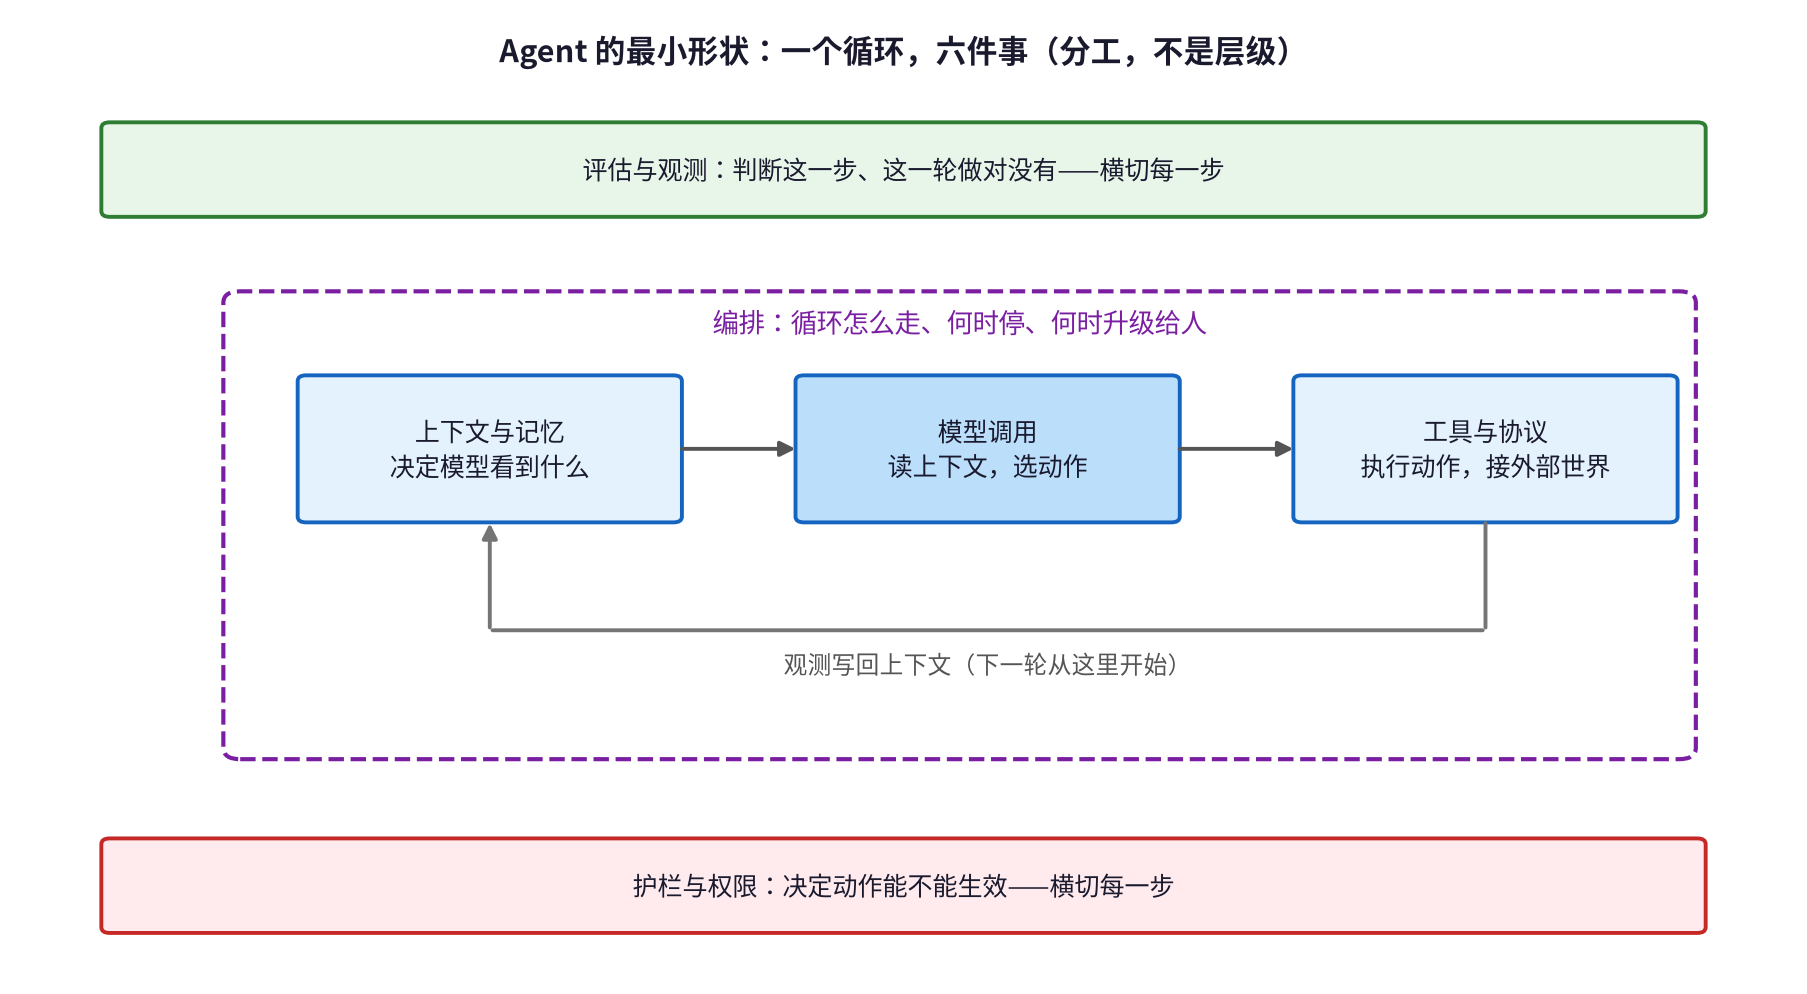 Agent 的最小形状：一个循环，六件事（分工，不是层级）
评估与观测：判断这一步、这一轮做对没有——横切每一步
编排：循环怎么走、何时停、何时升级给人
上下文与记忆
决定模型看到什么
模型调用
读上下文，选动作
工具与协议
执行动作，接外部世界
观测写回上下文（下一轮从这里开始）
护栏与权限：决定动作能不能生效——横切每一步